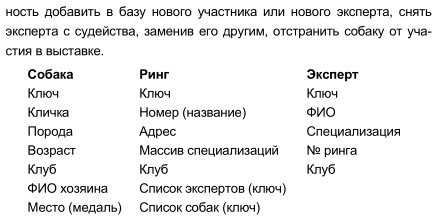 ность добавить в базу нового участника или нового эксперта, снять
эксперта с судейства, заменив его другим, отстранить собаку от уча-
стия в выставке.
Собака Ринг Эксперт
Ключ Ключ Ключ
Кличка Номер (название) ФИО
Порода Адрес Специализация
Возраст Массив специализаций № ринга
Клуб Клуб Клуб
ФИО хозяина Список экспертов (ключ)
Место (медаль) Список собак (ключ)